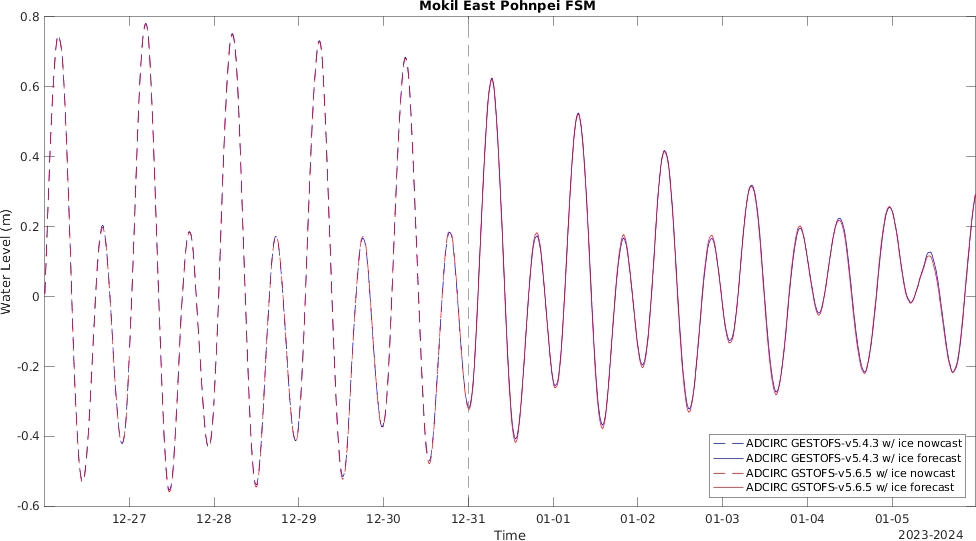 Mokil East Pohnpei FSM
0.8
0.6
0.4
0.2
0
-0.2
-0.4
-0.6
Water Level (m)
ADCIRC GESTOFS-v5.4.3 w/ ice nowcast
ADCIRC GESTOFS-v5.4.3 w/ ice forecast
ADCIRC GSTOFS-v5.6.5 w/ ice nowcast
ADCIRC GSTOFS-v5.6.5 w/ ice forecast
12-27 12-28 12-29 12-30 12-31 01-01 01-02 01-03 01-04 01-05
Time
2023-2024